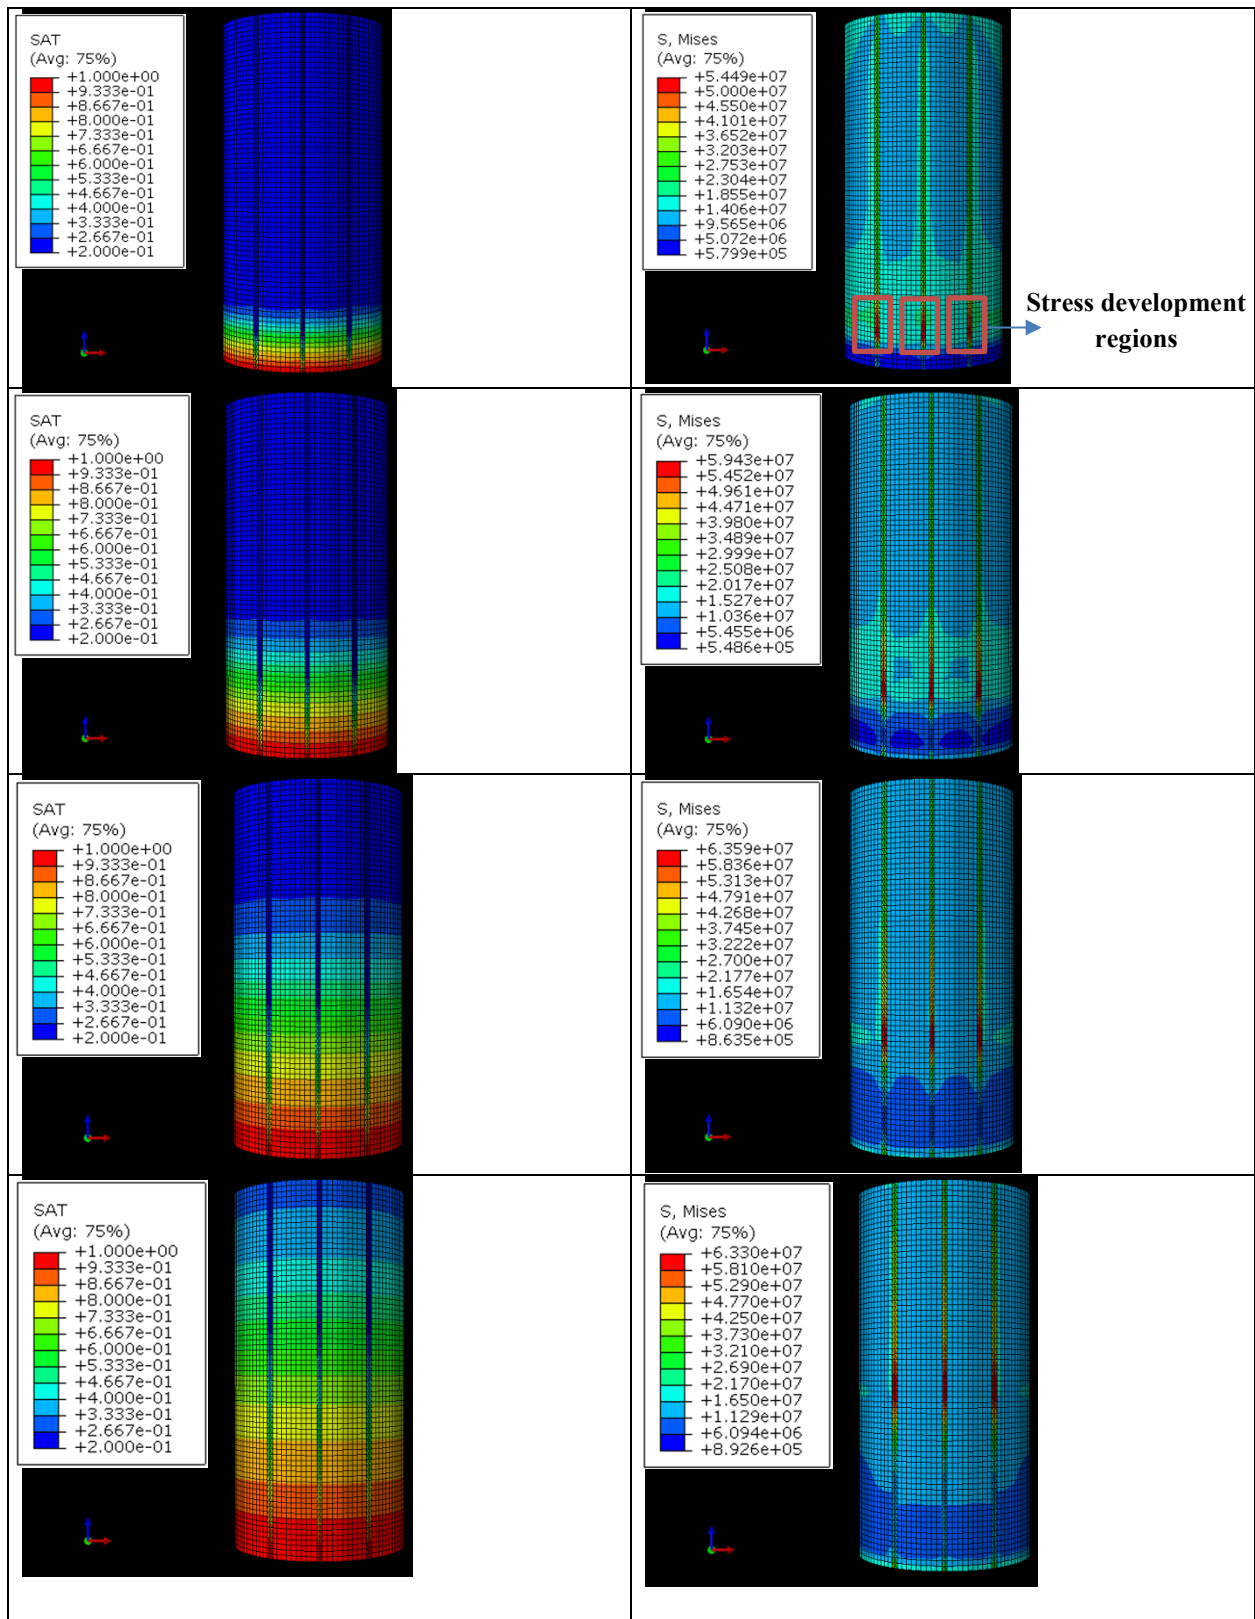 SAT
(Avg: 75%)
+1.000e+00
+9.333e-01
+8.667e-01
+8.000e-01
+7.333e-01
+6.667e-01
+6.000e-01
+5.333e-01
+4.667e-01
+4.000e-01
+3.333e-01
+2.667e-01
+2.000e-01
S, Mises
(Avg: 75%)
+5.449e+07
+5.000e+07
+4.550e+07
+4.101e+07
+3.652e+07
+3.203e+07
+2.753e+07
+2.304e+07
+1.855e+07
+1.406e+07
+9.565e+06
+5.072e+06
+5.799e+05
Stress development
regions
SAT
(Avg: 75%)
+1.000e+00
+9.333e-01
+8.667e-01
+8.000e-01
+7.333e-01
+6.667e-01
+6.000e-01
+5.333e-01
+4.667e-01
+4.000e-01
+3.333e-01
+2.667e-01
+2.000e-01
S, Mises
(Avg: 75%)
+5.943e+07
+5.452e+07
+4.961e+07
+4.471e+07
+3.980e+07
+3.489e+07
+2.999e+07
+2.508e+07
+2.017e+07
+1.527e+07
+1.036e+07
+5.455e+06
+5.486e+05
SAT
(Avg: 75%)
+1.000e+00
+9.333e-01
+8.667e-01
+8.000e-01
+7.333e-01
+6.667e-01
+6.000e-01
+5.333e-01
+4.667e-01
+4.000e-01
+3.333e-01
+2.667e-01
+2.000e-01
S, Mises
(Avg: 75%)
+6.359e+07
+5.836e+07
+5.313e+07
+4.791e+07
+4.268e+07
+3.745e+07
+3.222e+07
+2.700e+07
+2.177e+07
+1.654e+07
+1.132e+07
+6.090e+06
+8.635e+05
SAT
(Avg: 75%)
+1.000e+00
+9.333e-01
+8.667e-01
+8.000e-01
+7.333e-01
+6.667e-01
+6.000e-01
+5.333e-01
+4.667e-01
+4.000e-01
+3.333e-01
+2.667e-01
+2.000e-01
S, Mises
(Avg: 75%)
+6.330e+07
+5.810e+07
+5.290e+07
+4.770e+07
+4.250e+07
+3.730e+07
+3.210e+07
+2.690e+07
+2.170e+07
+1.650e+07
+1.129e+07
+6.094e+06
+8.926e+05